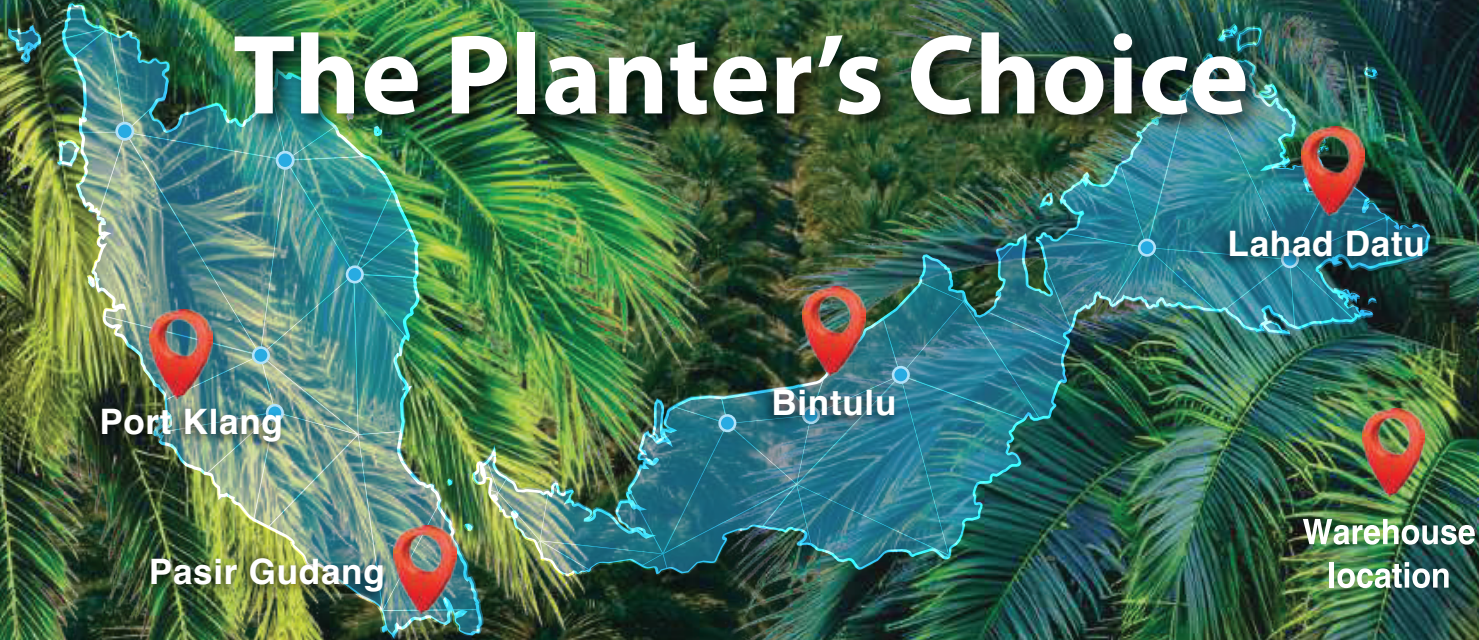 The Planter’s Choice
Lahad Datu
Bintulu
Port Klang
Pasir Gudang
Warehouse
location